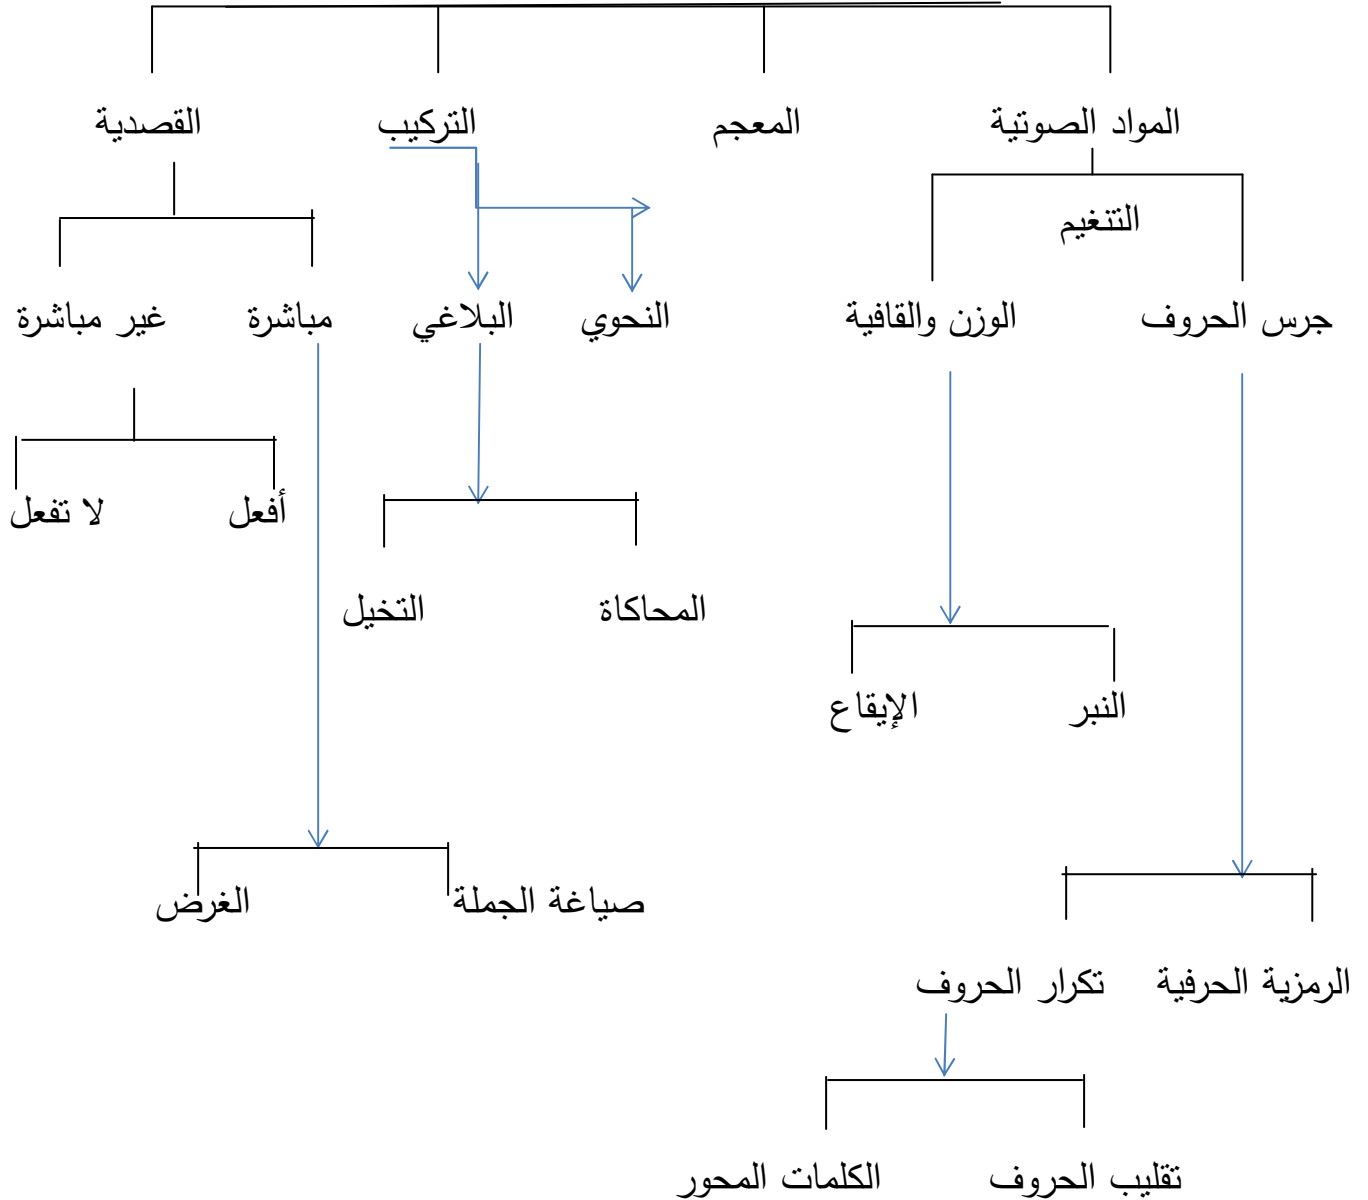 المواد الصوتية المعجم التركيب القصدية
التنغيم
جرس الحروف الوزن والقافية النحوي البلاغي مباشرة غير مباشرة
أفعل لا تفعل
المحاكاة التخيل
النبر الإيقاع
صياغة الجملة الغرض
الرمزية الحرفية تكرار الحروف
تقليب الحروف الكلمات المحور